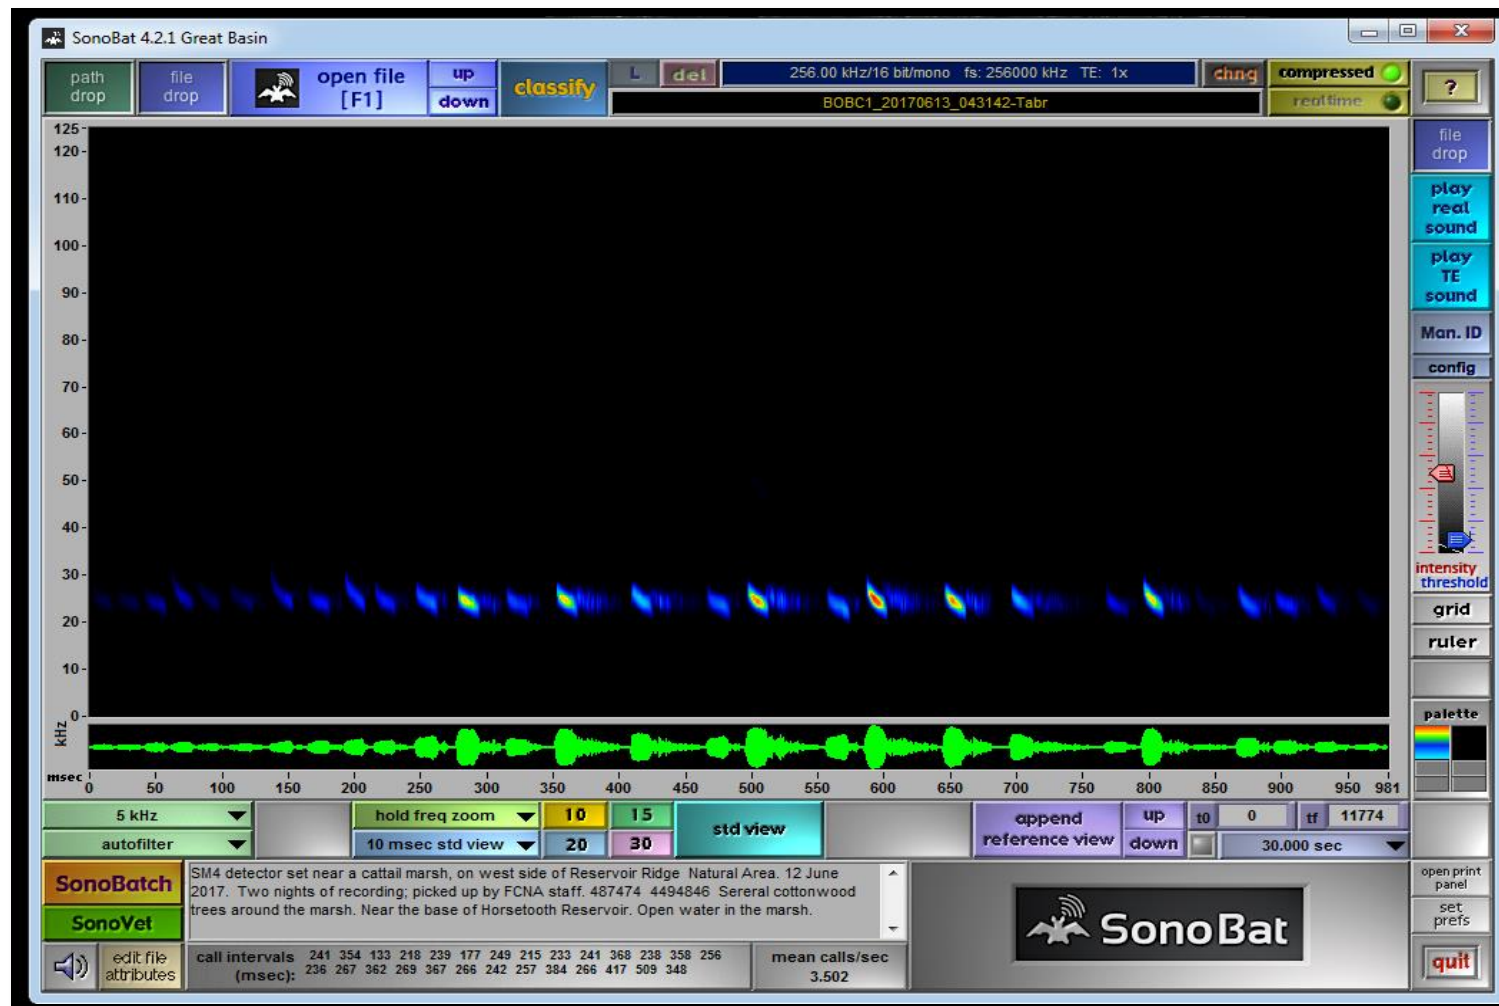 SonoBat 4.2.1 Great Basin
path drop
file drop
open file [F1]
up
down
classify
L
del
256.00 kHz/16 bit/mono fs: 256000 kHz TE: 1x
chng
BOBC1_20170613_043142-Tabr
compressed
realtime
?
125
120
110
100
90
80
70
60
50
40
30
20
10
0
kHz
file drop
play real sound
play TE sound
Man. ID
config
intensity
threshold
grid
ruler
palette
msec
0 50 100 150 200 250 300 350 400 450 500 550 600 650 700 750 800 850 900 950 981
5 kHz
autofilter
hold freq zoom
10 msec std view
10
15
20
30
std view
append reference view
up
down
t0
0
tf
11774
30.000 sec
SonoBatch
SonoVet
SM4 detector set near a cattail marsh, on west side of Reservoir Ridge Natural Area. 12 June
2017. Two nights of recording; picked up by FCNA staff. 487474 4494846 Sereral cottonwood
trees around the marsh. Near the base of Horsetooth Reservoir. Open water in the marsh.
edit file attributes
call intervals (msec):
241 354 133 218 239 177 249 215 233 241 368 238 358 256
236 267 362 269 367 266 242 257 384 266 417 509 348
mean calls/sec
3.502
SonoBat
open print panel
set prefs
quit